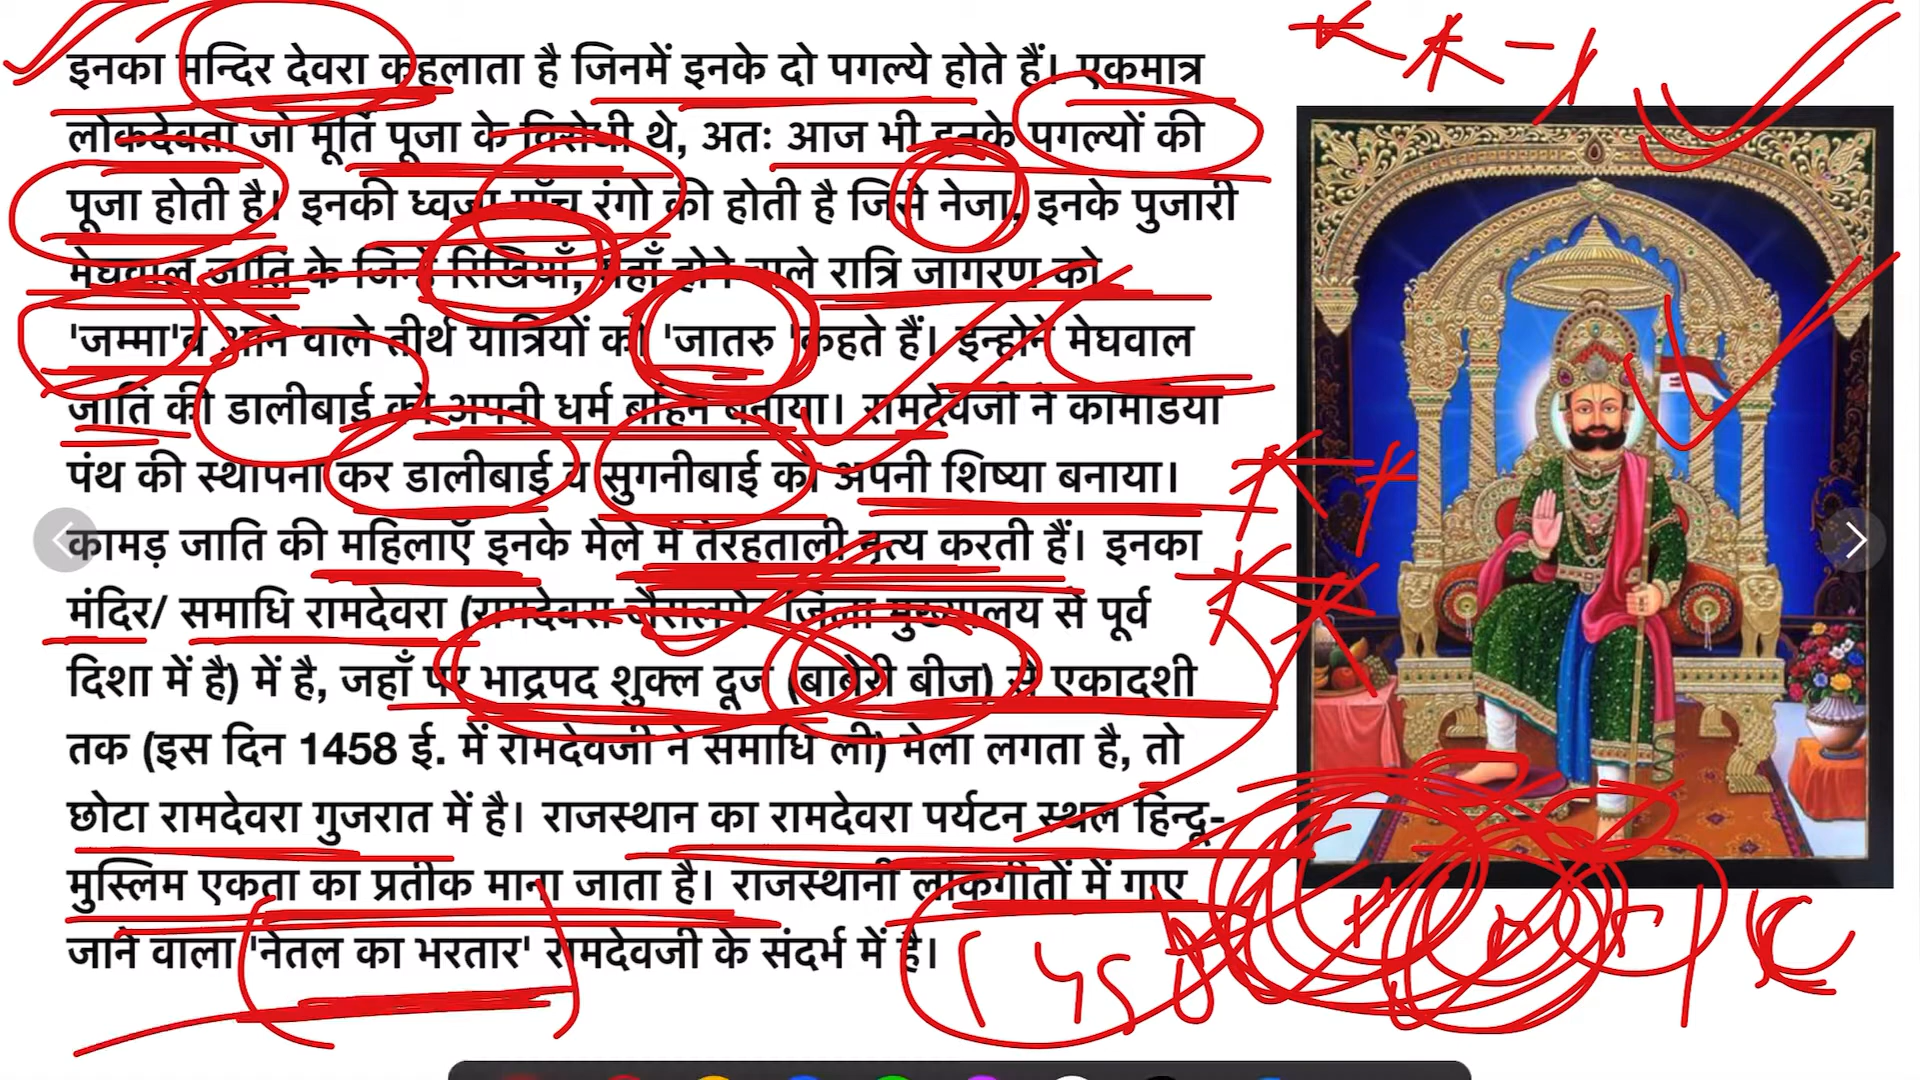 इनका मन्दिर देवरा कहलाता है जिनमें इनके दो पगल्ये होते हैं। एकमात्र
लोकदेवता जो मूर्ति पूजा के विरोधी थे, अतः आज भी इनके पगल्यों की
पूजा होती है। इनकी ध्वजा पाँच रंगो की होती है जिसे नेजा, इनके पुजारी
मेघवाल जाति के जिन्हे रिखियाँ, यहाँ होने वाले रात्रि जागरण को
'जम्मा'व आने वाले तीर्थ यात्रियों को 'जातरु 'कहते हैं। इन्होने मेघवाल
जाति की डालीबाई को अपनी धर्म बहिन बनाया। रामदेवजी ने कामडिया
पंथ की स्थापना कर डालीबाई व सुगनीबाई को अपनी शिष्या बनाया।
कामड़ जाति की महिलाएँ इनके मेले में तेरहताली नृत्य करती हैं। इनका
मंदिर/ समाधि रामदेवरा (रामदेवरा जैसलमेर जिला मुख्यालय से पूर्व
दिशा में है) में है, जहाँ पर भाद्रपद शुक्ल दूज (बाबेरी बीज) से एकादशी
तक (इस दिन 1458 ई. में रामदेवजी ने समाधि ली) मेला लगता है, तो
छोटा रामदेवरा गुजरात में है। राजस्थान का रामदेवरा पर्यटन स्थल हिन्दू-
मुस्लिम एकता का प्रतीक माना जाता है। राजस्थानी लोकगीतों में गाए
जाने वाला 'नेतल का भरतार' रामदेवजी के संदर्भ में है।